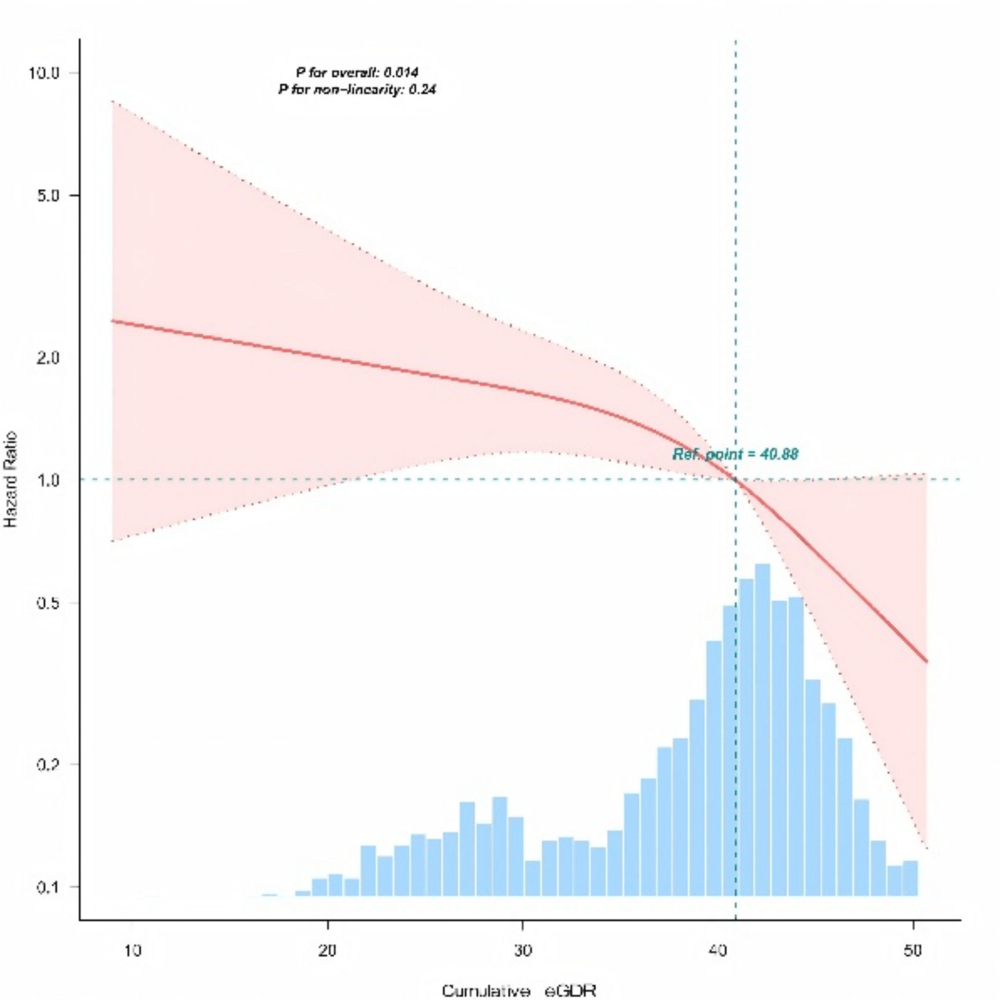 P for overall: 0.014
P for non-linearity: 0.24
10.0
5.0
2.0
1.0
0.5
0.2
0.1
Hazard Ratio
Ref. point = 40.88
10 20 30 40 50
Cumulative eGDR